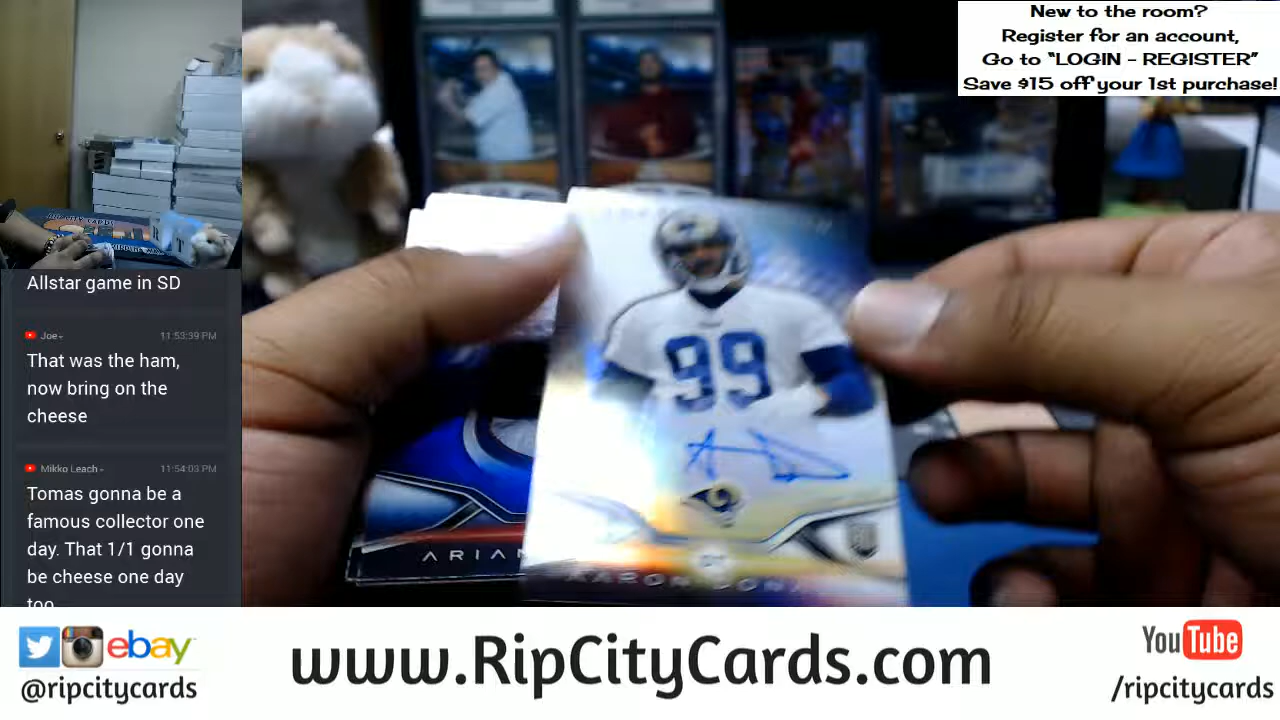 New to the room?
Register for an account,
Go to “LOGIN – REGISTER”
Save $15 off your 1st purchase!
Allstar game in SD
Joe
11:53:39 PM
That was the ham,
now bring on the
cheese
Mikko Leach
11:54:03 PM
Tomas gonna be a
famous collector one
day. That 1/1 gonna
be cheese one day
too
99
ARIAN
AARON DON
ebay
@ripcitycards
www.RipCityCards.com
YouTube
/ripcitycards